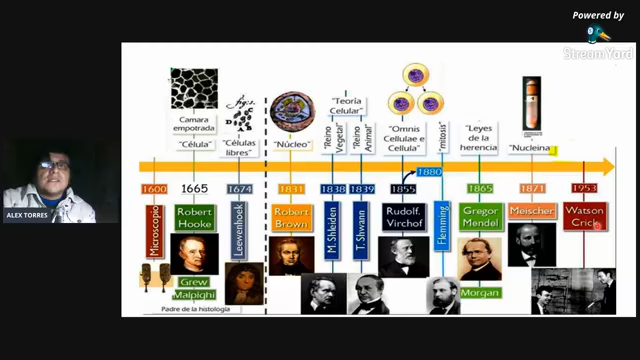 Powered by
StreamYard
ALEX TORRES
Camara
empotrada
"Célula"
"Células
libres"
"Núcleo"
"Teoría
Celular"
"Reino
Vegetal"
"Reino
Animal"
"Omnis
Cellulae e
Cellula"
"mitosis"
"Leyes
de la
herencia
"Nucleina
1600
1665
1674
1831
1838
1839
1855
1880
1865
1871
1953
Microscopio
Robert
Hooke
Grew
Malpighi
Padre de la histología
Leewenhoek
Robert
Brown
M. Shleiden
T. Shwann
Rudolf.
Virchof
Flemming
Gregor
Mendel
Morgan
Meischer
Watson
Crick